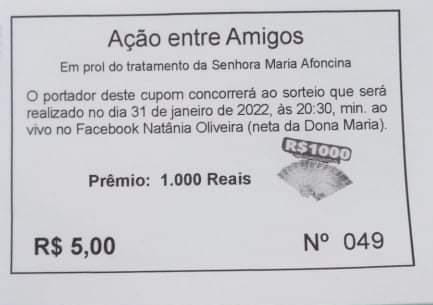 Ação entre Amigos
Em prol do tratamento da Senhora Maria Afoncina
O portador deste cupom concorrerá ao sorteio que será
realizado no dia 31 de janeiro de 2022, às 20:30, min. ao
vivo no Facebook Natânia Oliveira (neta da Dona Maria).
R$1000
Prêmio: 1.000 Reais
R$ 5,00
Nº 049